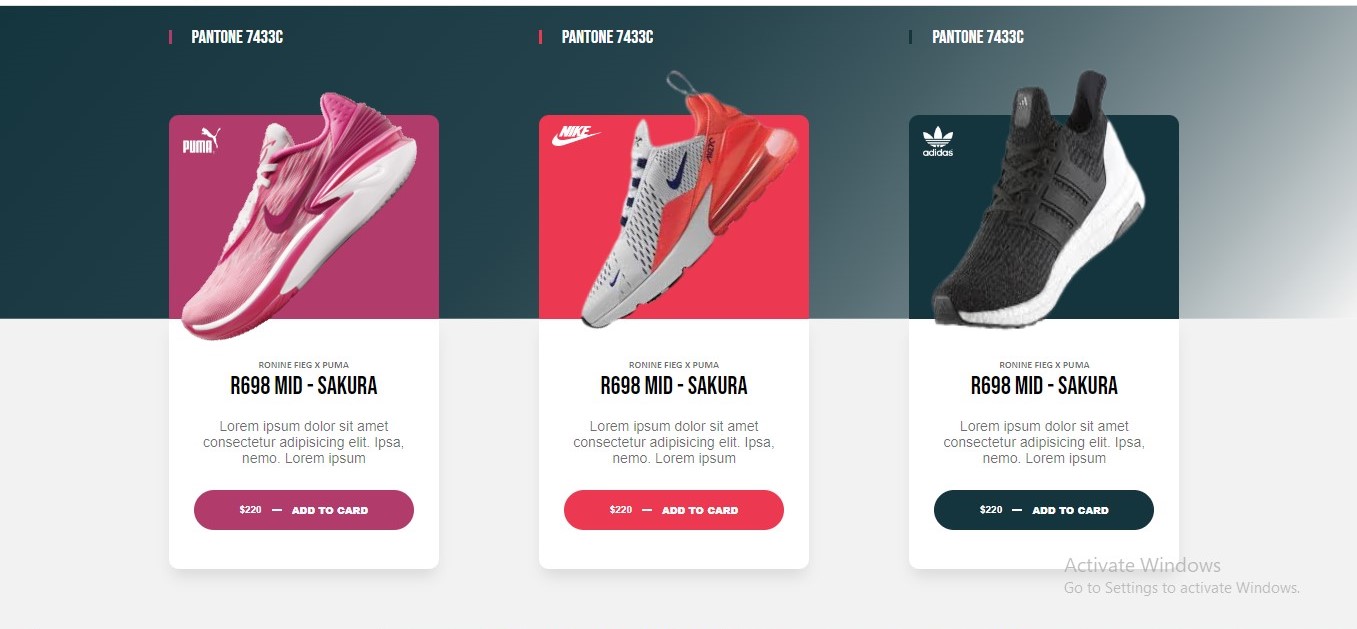 PANTONE 7433C
PANTONE 7433C
PANTONE 7433C
PUMA
NIKE
adidas
RONINE FIEG X PUMA
R698 MID - SAKURA
Lorem ipsum dolor sit amet
consectetur adipisicing elit. Ipsa,
nemo. Lorem ipsum
$220 — ADD TO CARD
RONINE FIEG X PUMA
R698 MID - SAKURA
Lorem ipsum dolor sit amet
consectetur adipisicing elit. Ipsa,
nemo. Lorem ipsum
$220 — ADD TO CARD
RONINE FIEG X PUMA
R698 MID - SAKURA
Lorem ipsum dolor sit amet
consectetur adipisicing elit. Ipsa,
nemo. Lorem ipsum
$220 — ADD TO CARD
Activate Windows
Go to Settings to activate Windows.